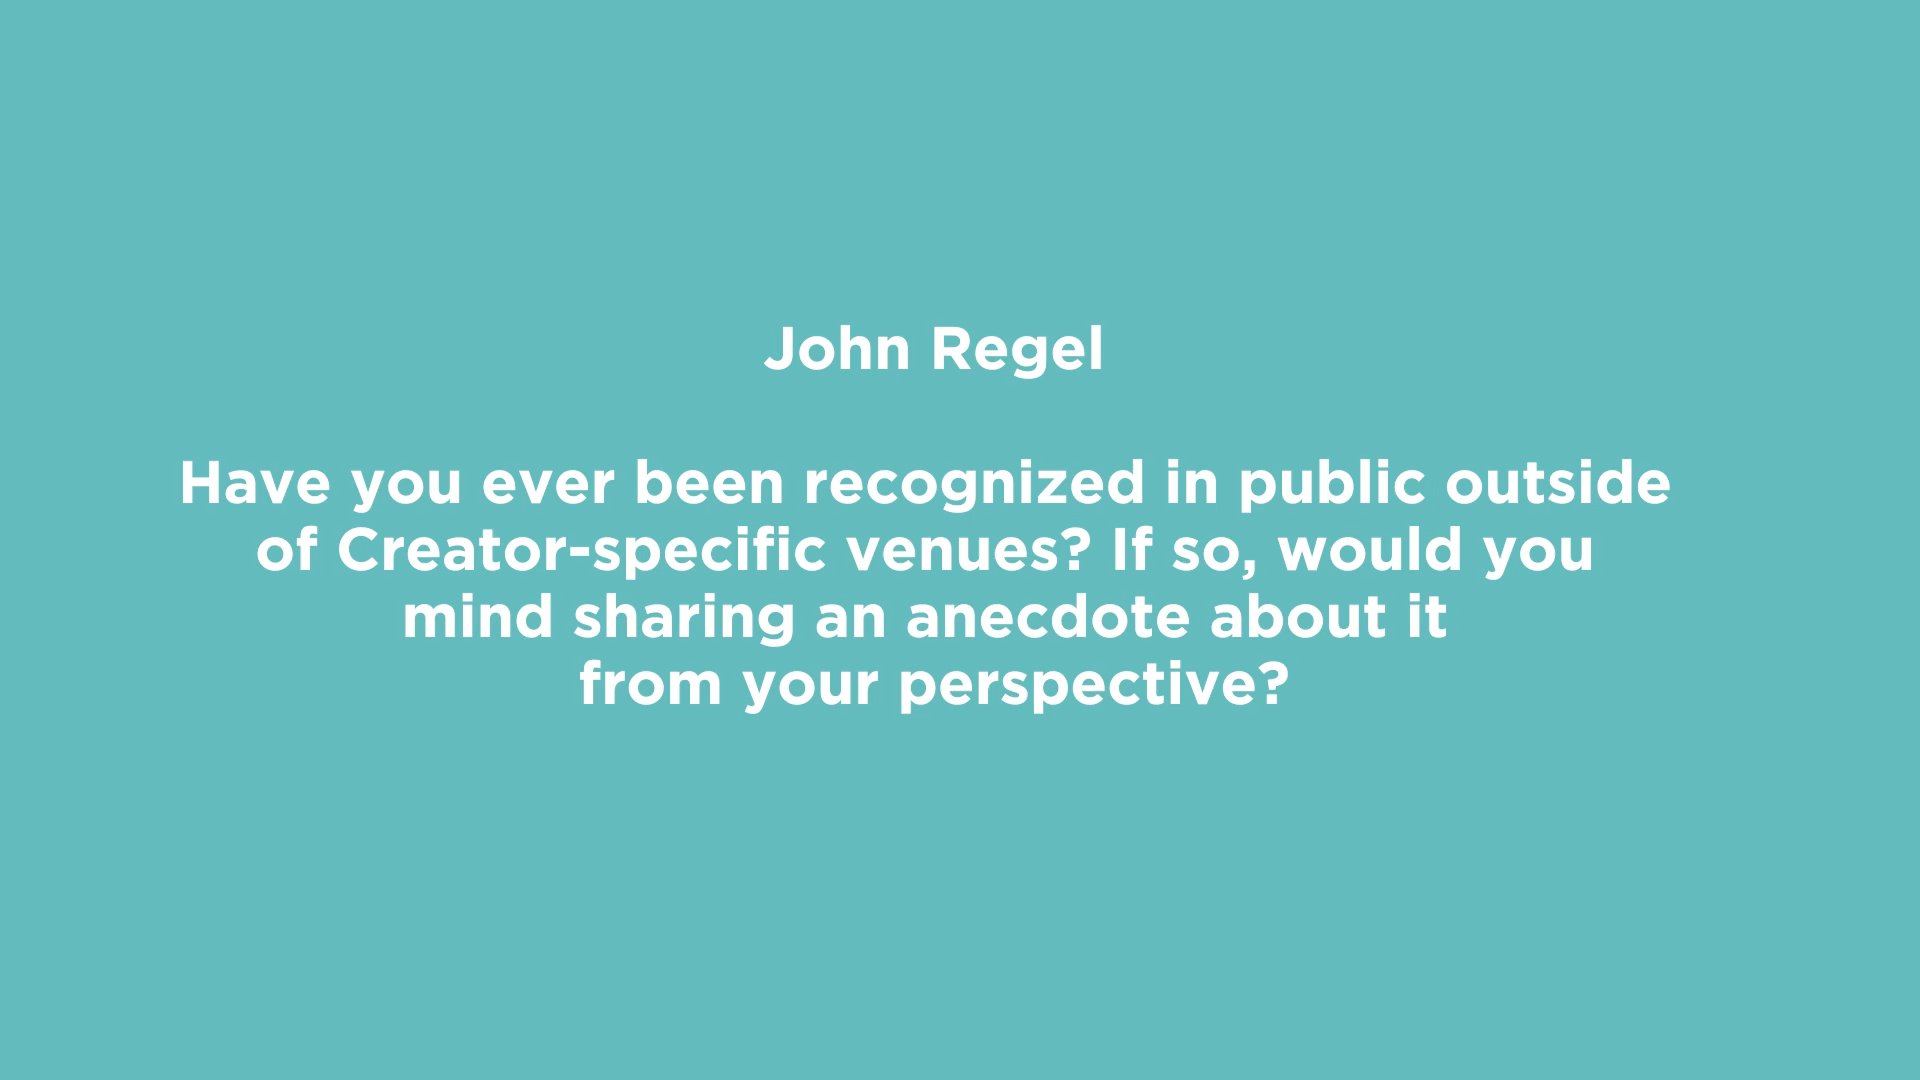 John Regel
Have you ever been recognized in public outside
of Creator-specific venues? If so, would you
mind sharing an anecdote about it
from your perspective?